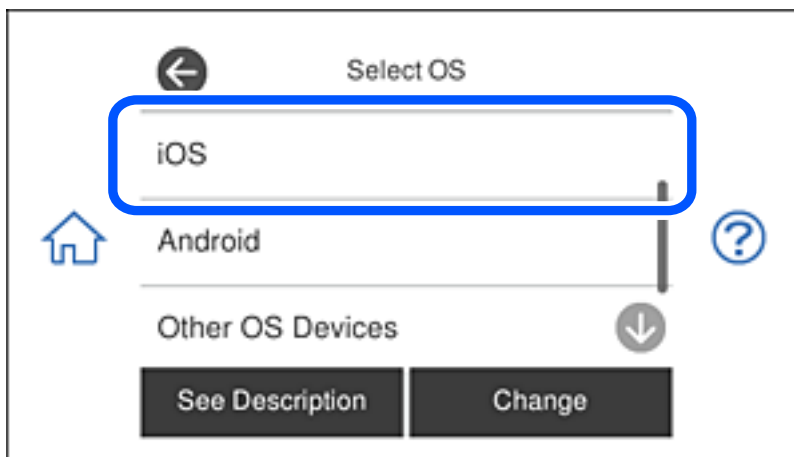 Select OS
iOS
Android
Other OS Devices
See Description
Change